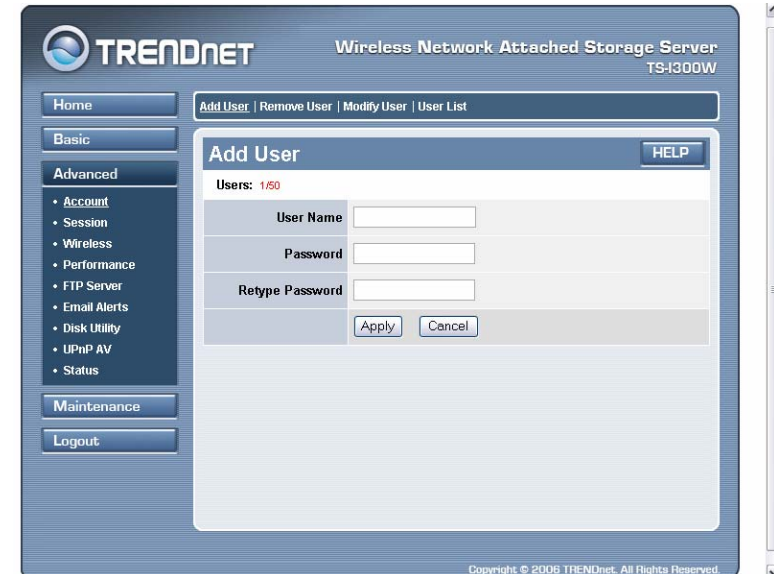 TRENDNET
Wireless Network Attached Storage Server
TS-I300W
Home
Basic
Advanced
• Account
• Session
• Wireless
• Performance
• FTP Server
• Email Alerts
• Disk Utility
• UPnP AV
• Status
Maintenance
Logout
Add User | Remove User | Modify User | User List
Add User
HELP
Users: 1/50
User Name
Password
Retype Password
Apply Cancel
Copyright © 2006 TRENDnet. All Rights Reserved.